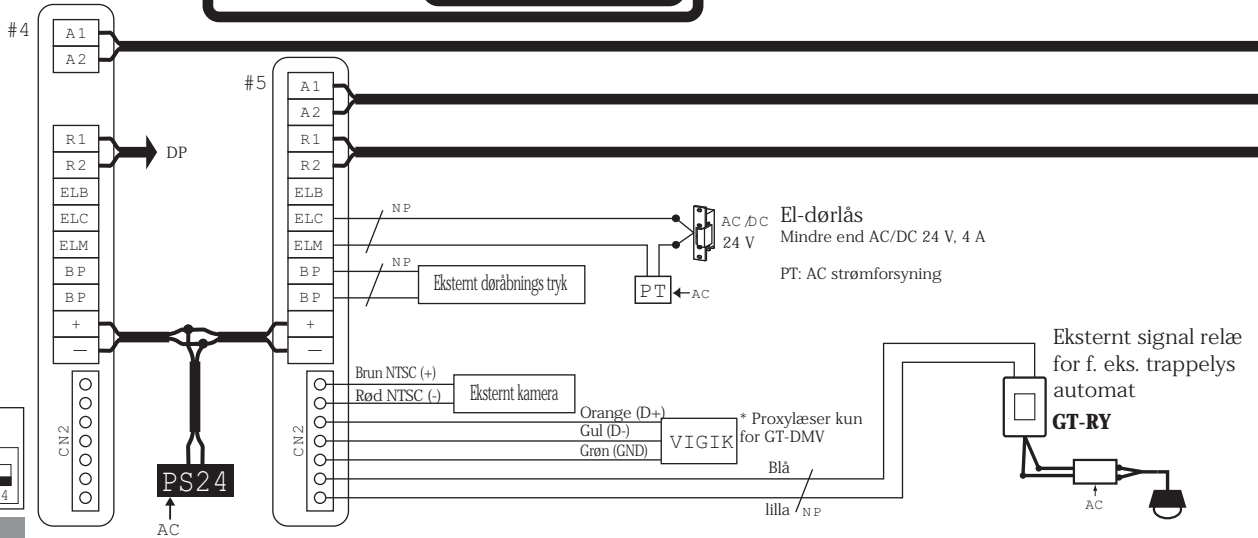 #4
A1
A2
R1
R2
DP
ELB
ELC
ELM
BP
BP
+
—
CN2
4
PS24
AC
#5
A1
A2
R1
R2
ELB
ELC
ELM
BP
BP
+
—
CN2
NP
NP
Eksternt døråbnings tryk
AC/DC
24 V
El-dørlås
Mindre end AC/DC 24 V, 4 A
PT: AC strømforsyning
PT
AC
Brun NTSC (+)
Rød NTSC (-)
Eksternt kamera
Orange (D+)
Gul (D-)
Grøn (GND)
VIGIK
* Proxylæser kun
for GT-DMV
Blå
lilla
NP
Eksternt signal relæ
for f. eks. trappelys
automat
GT-RY
AC